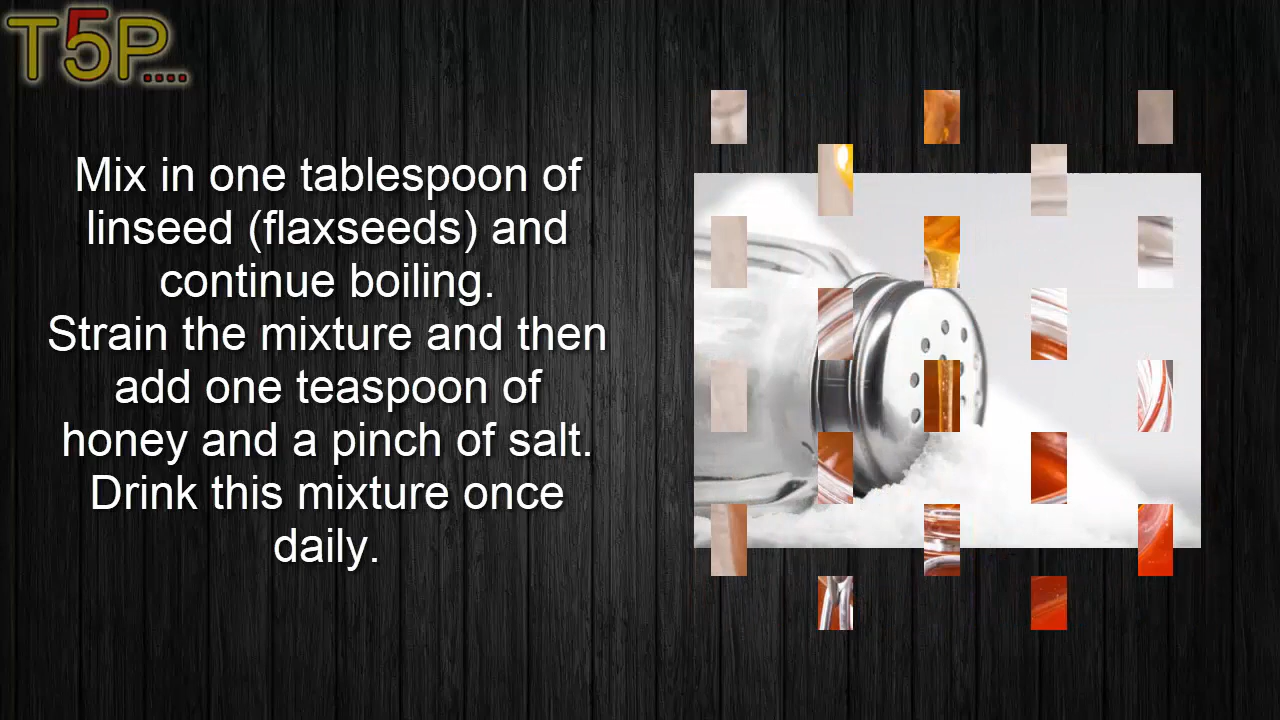 T5P....
Mix in one tablespoon of
linseed (flaxseeds) and
continue boiling.
Strain the mixture and then
add one teaspoon of
honey and a pinch of salt.
Drink this mixture once
daily.